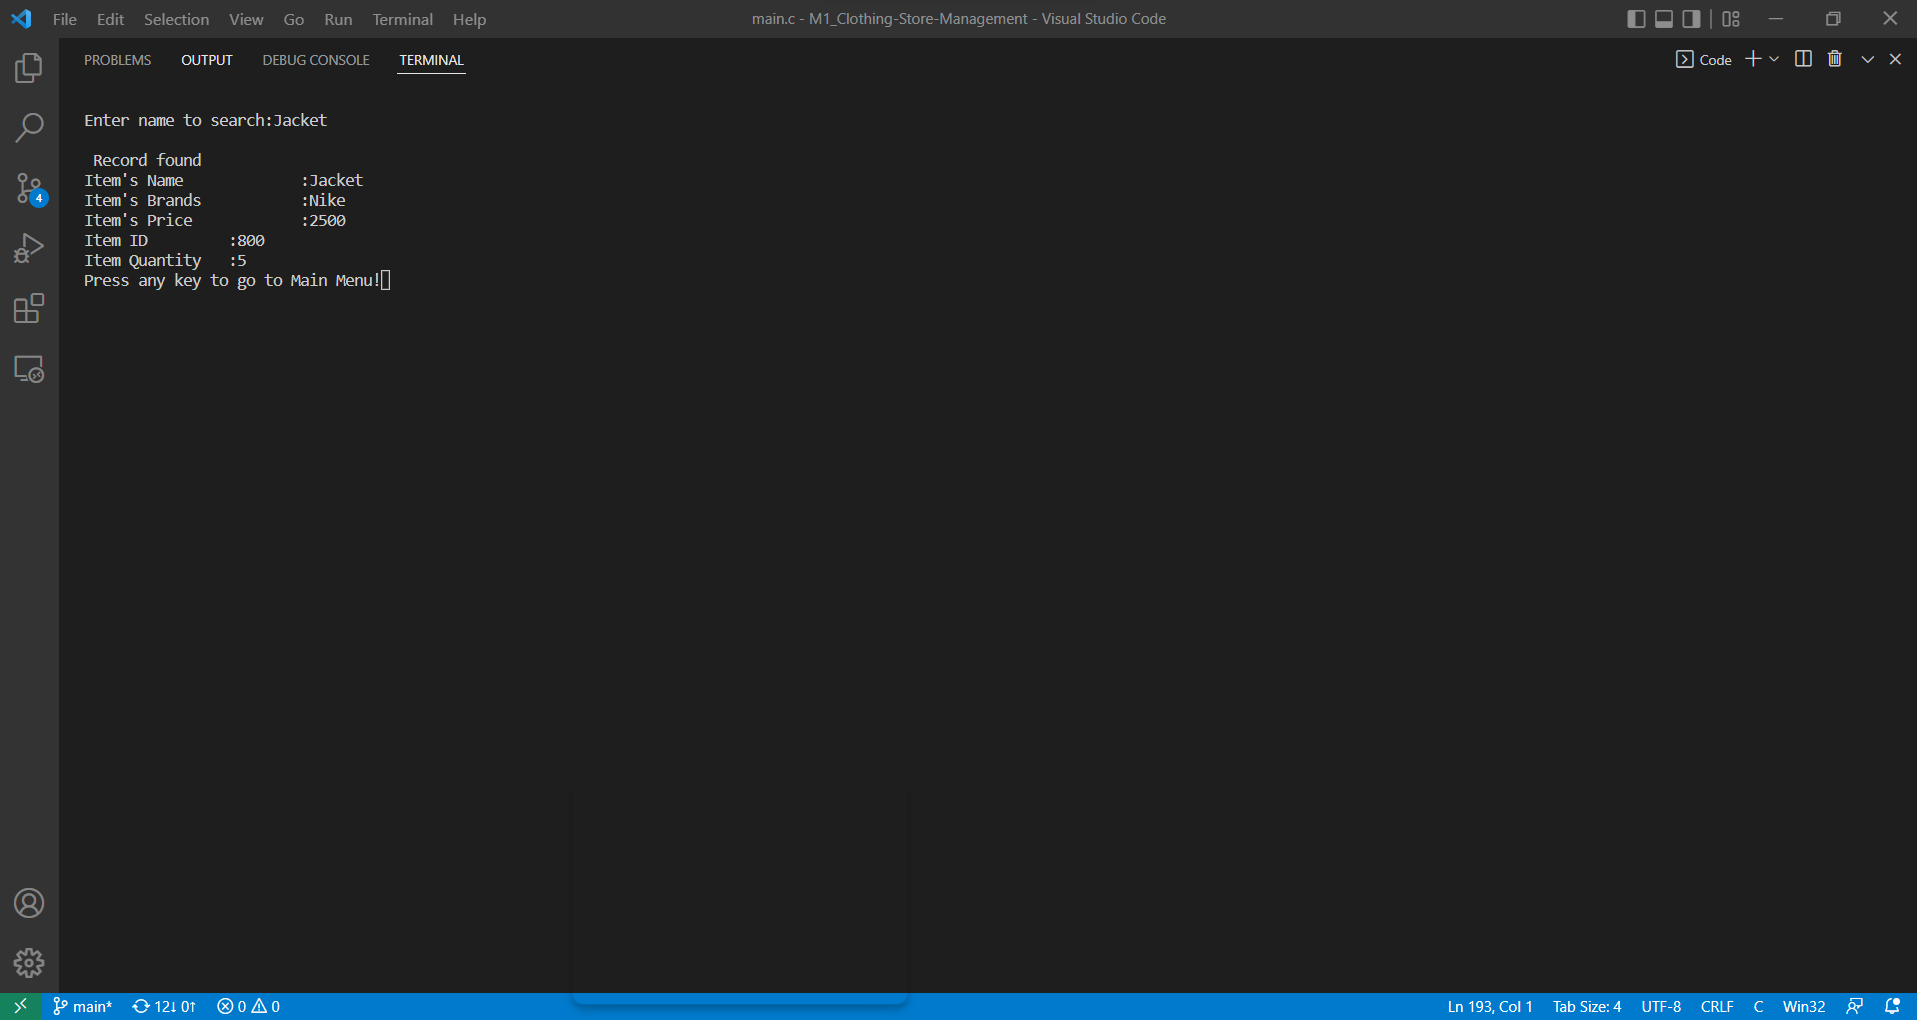 File Edit Selection View Go Run Terminal Help main.c - M1_Clothing-Store-Management - Visual Studio Code
PROBLEMS OUTPUT DEBUG CONSOLE TERMINAL Code
Enter name to search:Jacket
Record found
Item's Name :Jacket
Item's Brands :Nike
Item's Price :2500
Item ID :800
Item Quantity :5
Press any key to go to Main Menu!
4
main* 12↓ 0↑ 0 0 Ln 193, Col 1 Tab Size: 4 UTF-8 CRLF C Win32